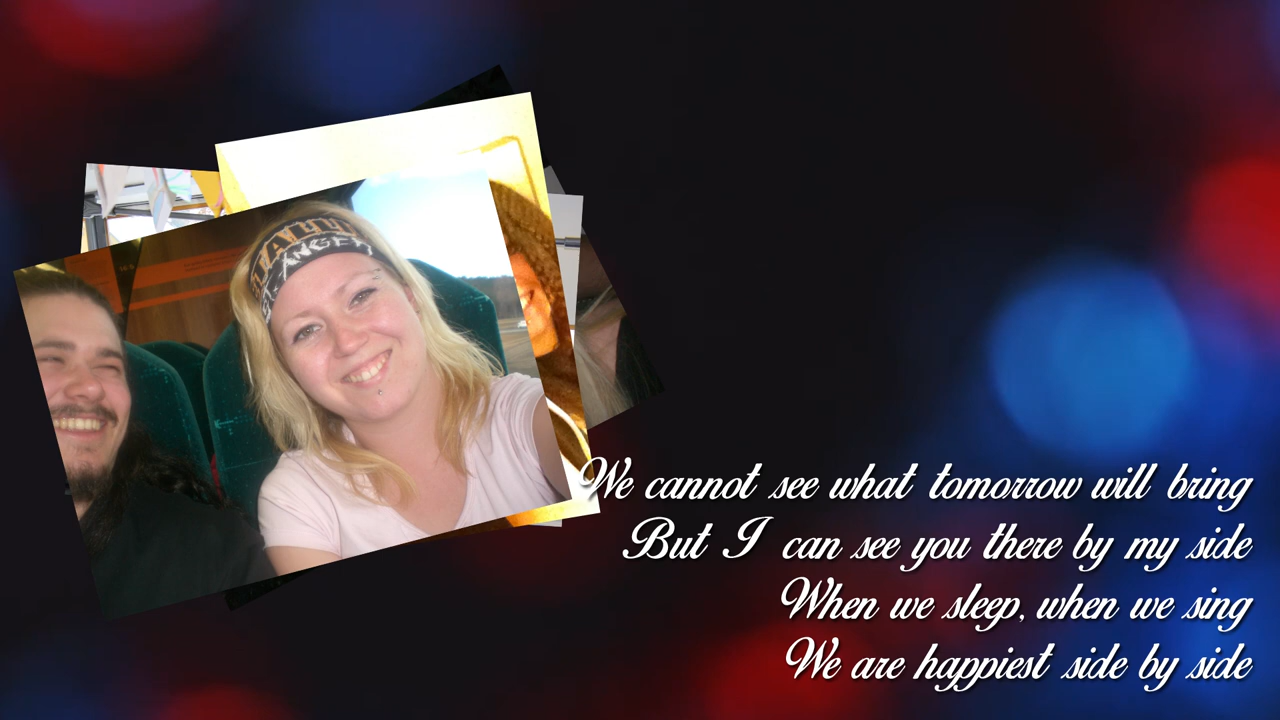 ANGER
We cannot see what tomorrow will bring
But I can see you there by my side
When we sleep, when we sing
We are happiest side by side